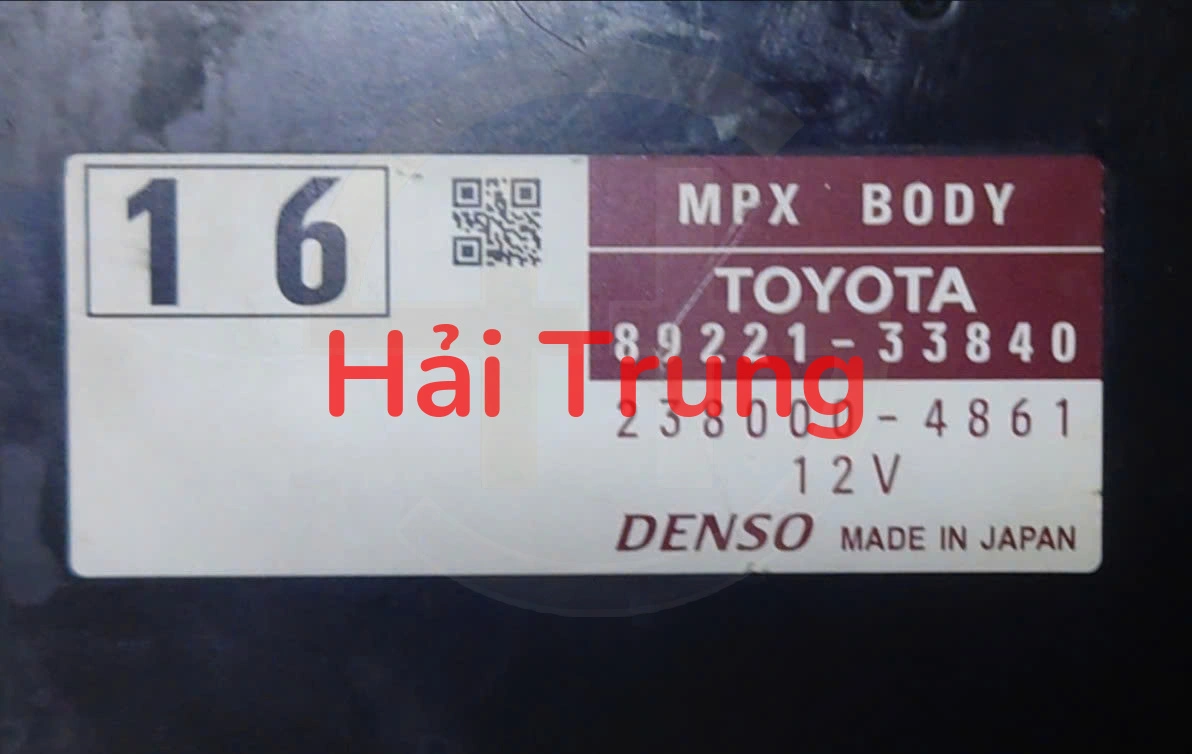 16
MPX BODY
TOYOTA
89221-33840
Hải Trung
238000-4861
12V
DENSO MADE IN JAPAN